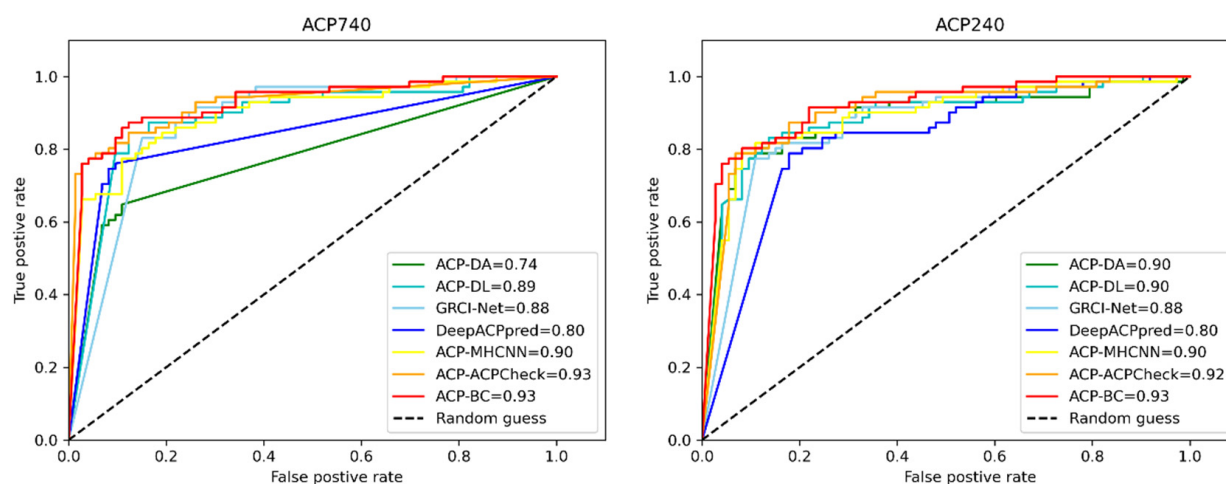 ACP740
1.0
0.8
0.6
0.4
0.2
0.0
True postive rate
0.0 0.2 0.4 0.6 0.8 1.0
False postive rate
ACP-DA=0.74
ACP-DL=0.89
GRCI-Net=0.88
DeepACPpred=0.80
ACP-MHCNN=0.90
ACP-ACPCheck=0.93
ACP-BC=0.93
Random guess
ACP240
1.0
0.8
0.6
0.4
0.2
0.0
True postive rate
0.0 0.2 0.4 0.6 0.8 1.0
False postive rate
ACP-DA=0.90
ACP-DL=0.90
GRCI-Net=0.88
DeepACPpred=0.80
ACP-MHCNN=0.90
ACP-ACPCheck=0.92
ACP-BC=0.93
Random guess